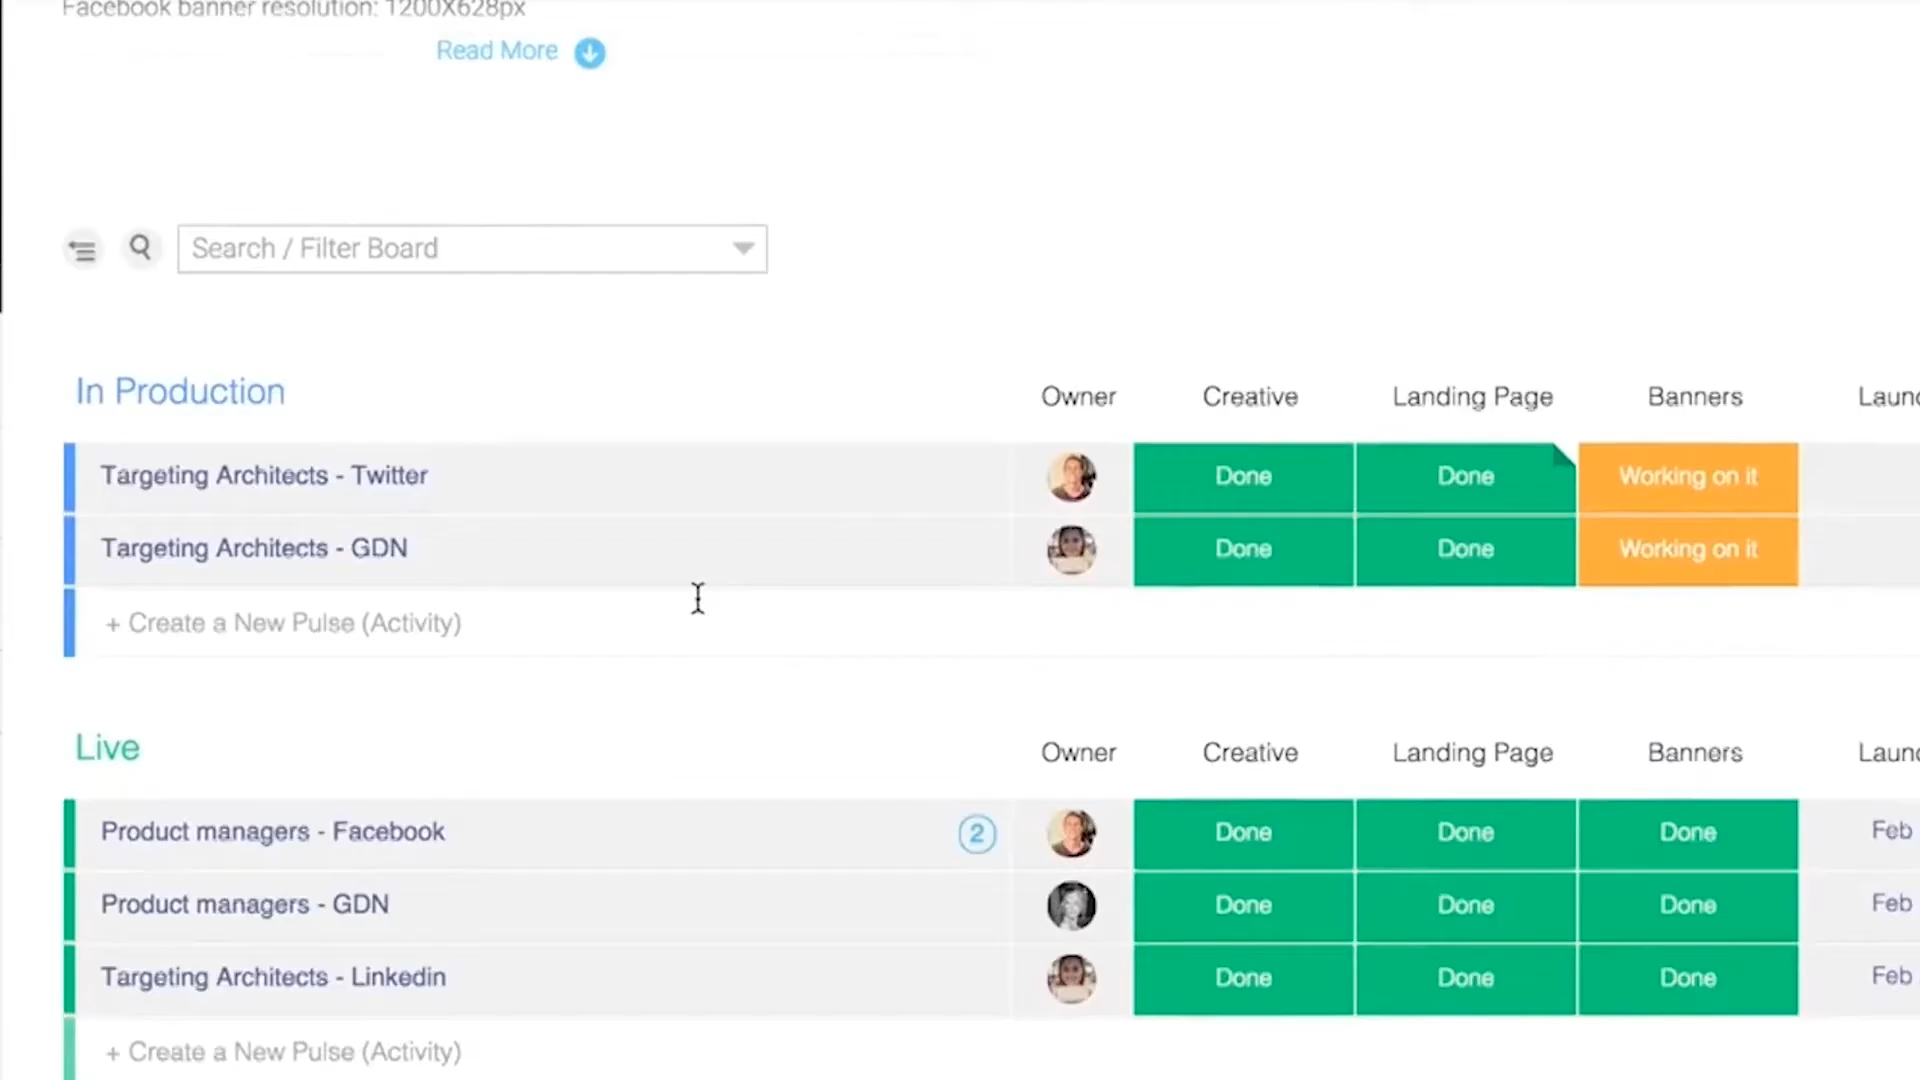 Facebook banner resolution: 1200X628px
Read More
Search / Filter Board
In Production Owner Creative Landing Page Banners Launc
Targeting Architects - Twitter Done Done Working on it
Targeting Architects - GDN Done Done Working on it
+ Create a New Pulse (Activity)
Live Owner Creative Landing Page Banners Launc
Product managers - Facebook 2 Done Done Done Feb
Product managers - GDN Done Done Done Feb
Targeting Architects - Linkedin Done Done Done Feb
+ Create a New Pulse (Activity)